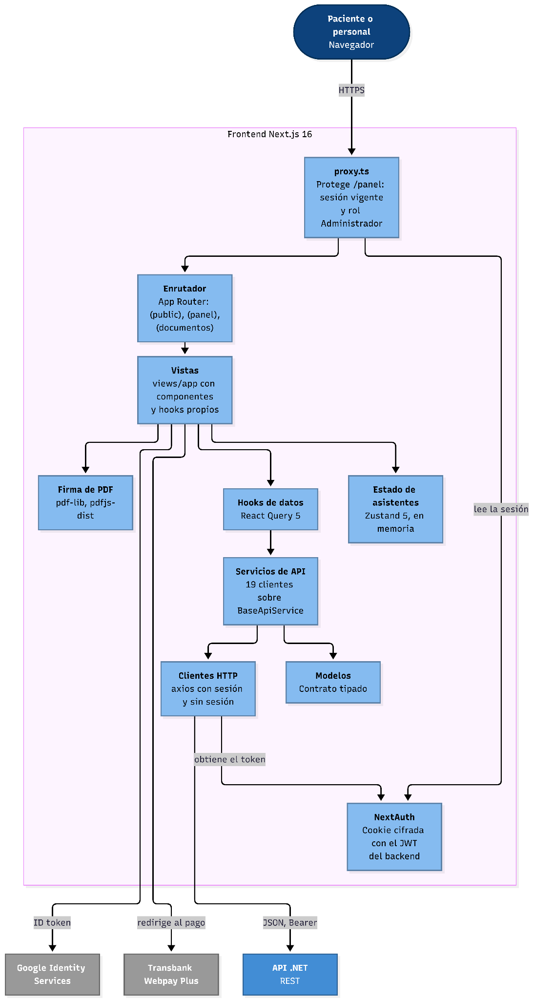 Paciente o
personal
Navegador
HTTPS
Frontend Next.js 16
proxy.ts
Protege /panel:
sesión vigente
y rol
Administrador
Enrutador
App Router:
(public), (panel),
(documentos)
Vistas
views/app con
componentes
y hooks propios
Firma de PDF
pdf-lib, pdfjs-
dist
Hooks de datos
React Query 5
Estado de
asistentes
Zustand 5, en
memoria
lee la sesión
Servicios de API
19 clientes
sobre
BaseApiService
Clientes HTTP
axios con sesión
y sin sesión
Modelos
Contrato tipado
obtiene el token
NextAuth
Cookie cifrada
con el JWT
del backend
ID token
redirige al pago
JSON, Bearer
Google Identity
Services
Transbank
Webpay Plus
API .NET
REST